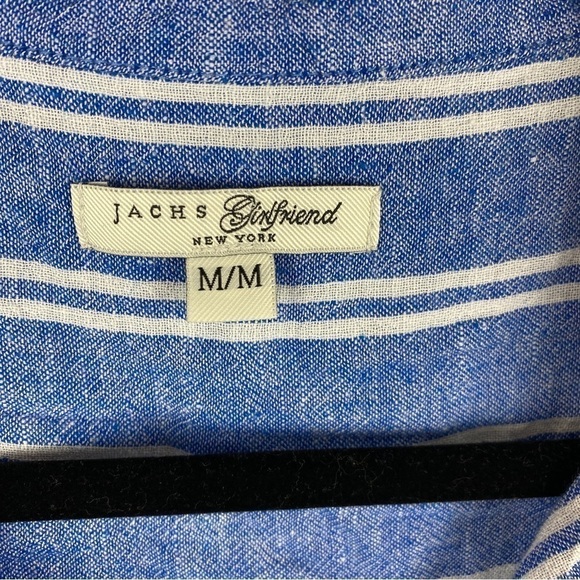 JACHS Girlfriend
NEW YORK
M/M